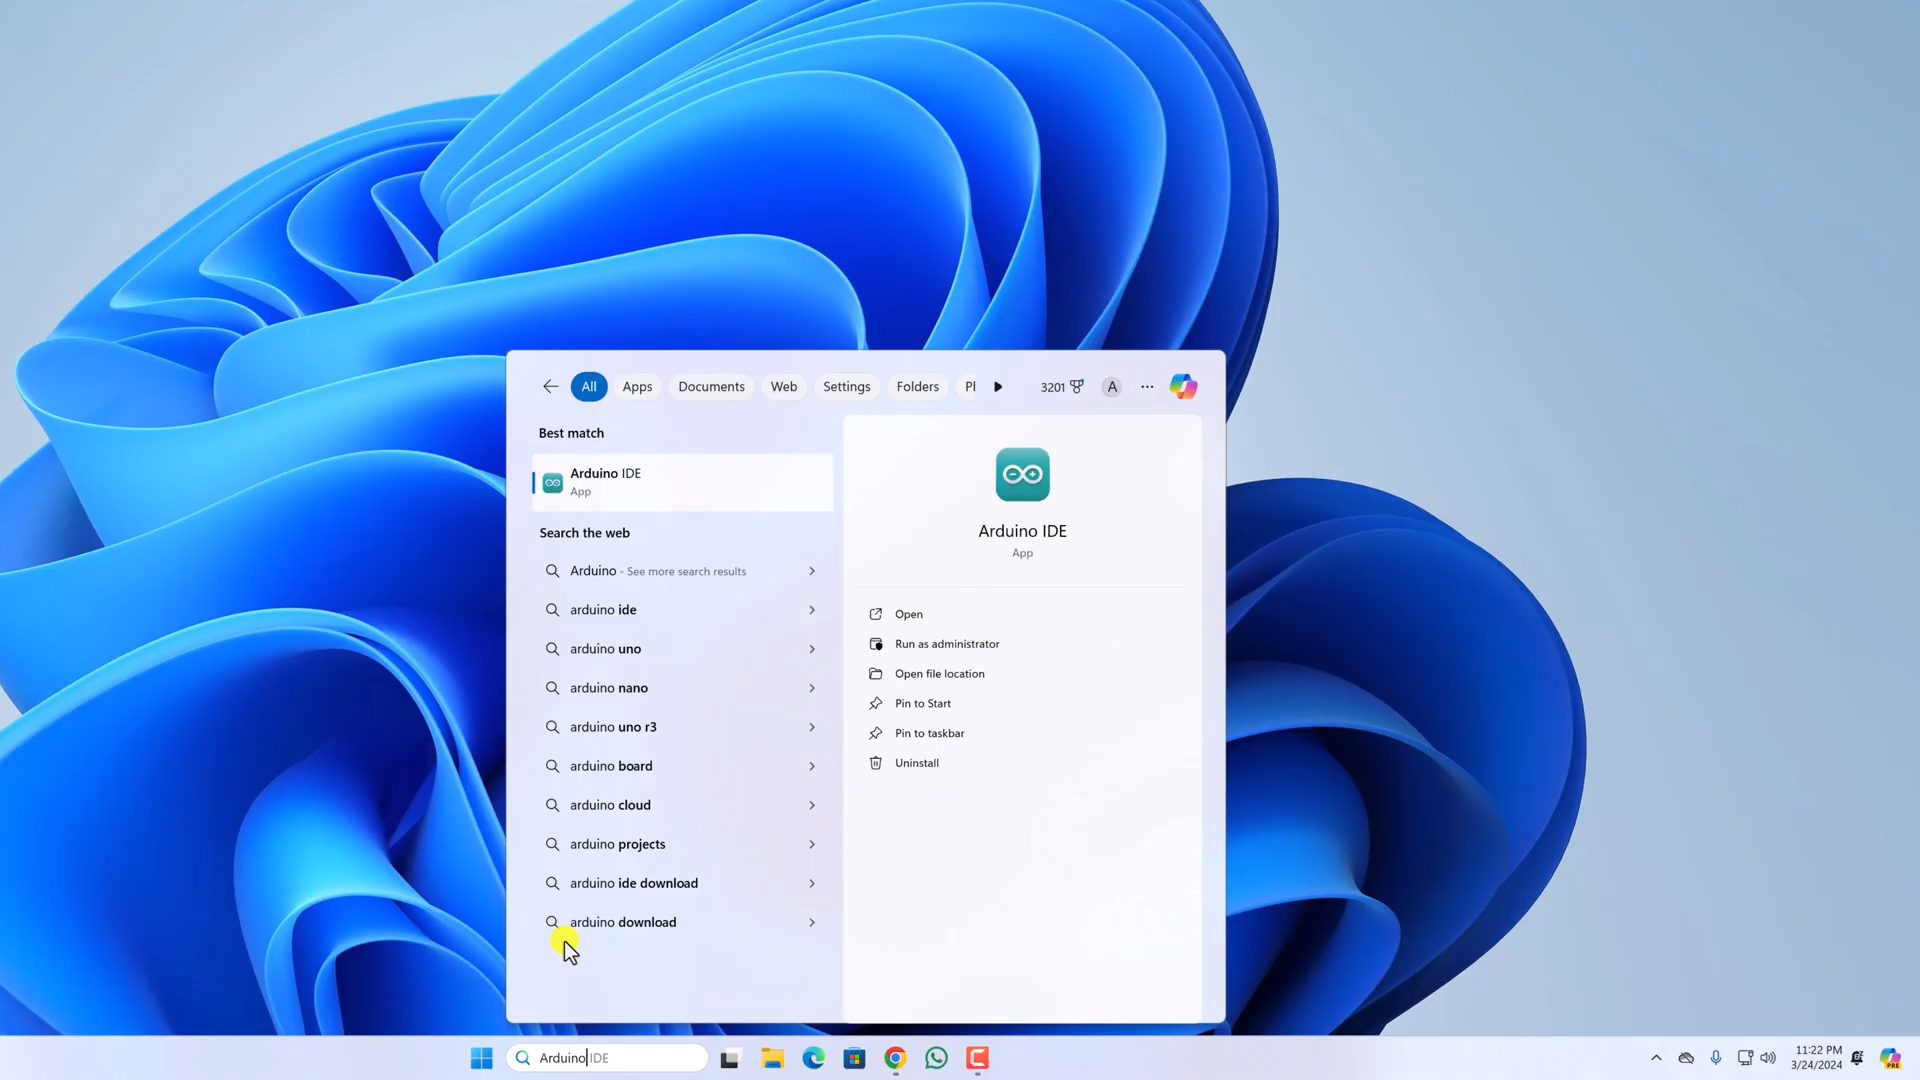 All Apps Documents Web Settings Folders Pl 3201 A
Best match
Arduino IDE
App
Search the web
Arduino - See more search results
arduino ide
arduino uno
arduino nano
arduino uno r3
arduino board
arduino cloud
arduino projects
arduino ide download
arduino download
Arduino IDE
App
Open
Run as administrator
Open file location
Pin to Start
Pin to taskbar
Uninstall
Arduino IDE
11:22 PM
3/24/2024
PRE